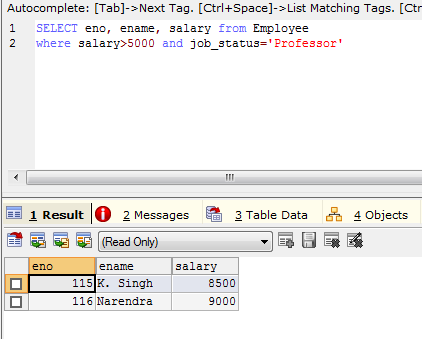 Autocomplete: [Tab]->Next Tag. [Ctrl+Space]->List Matching Tags. [Ctr
1 SELECT eno, ename, salary from Employee
2 where salary>5000 and job_status='Professor'
1 Result 2 Messages 3 Table Data 4 Objects
(Read Only)
eno ename salary
115 K. Singh 8500
116 Narendra 9000